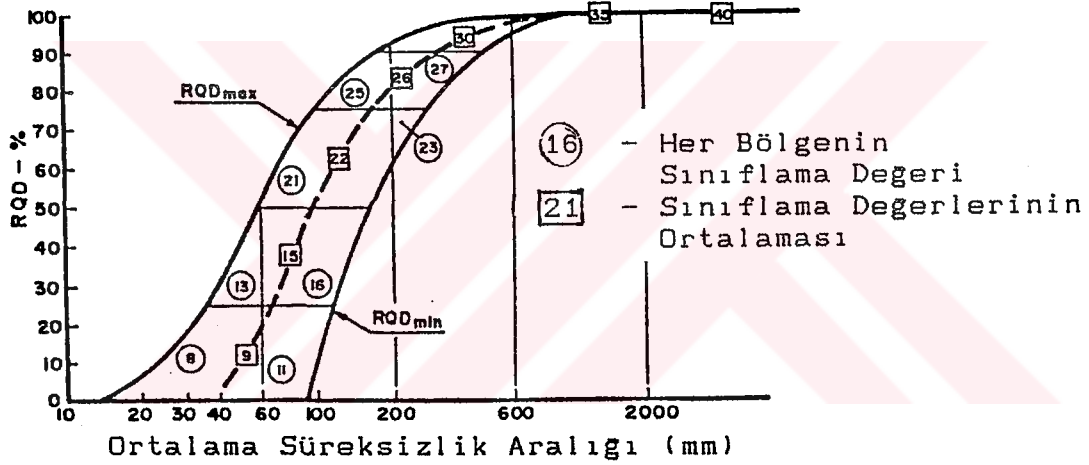 100
90
80
70
60
50
40
30
20
10
0
RQD - %
RQDmax
RQDmin
35
40
30
26
27
25
23
22
21
15
13
16
8
9
11
16 - Her Bölgenin
Sınıflama Değeri
21 - Sınıflama Değerlerinin
Ortalaması
10 20 30 40 60 100 200 600 2000
Ortalama Süreksizlik Aralığı (mm)